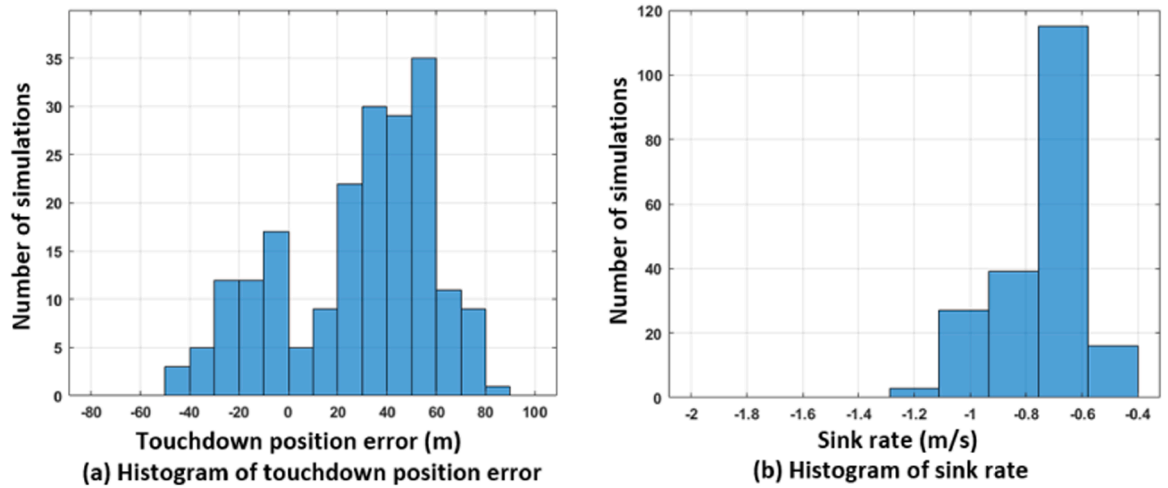 Number of simulations
35
30
25
20
15
10
5
0
-80 -60 -40 -20 0 20 40 60 80 100
Touchdown position error (m)
(a) Histogram of touchdown position error
Number of simulations
120
100
80
60
40
20
0
-2 -1.8 -1.6 -1.4 -1.2 -1 -0.8 -0.6 -0.4
Sink rate (m/s)
(b) Histogram of sink rate